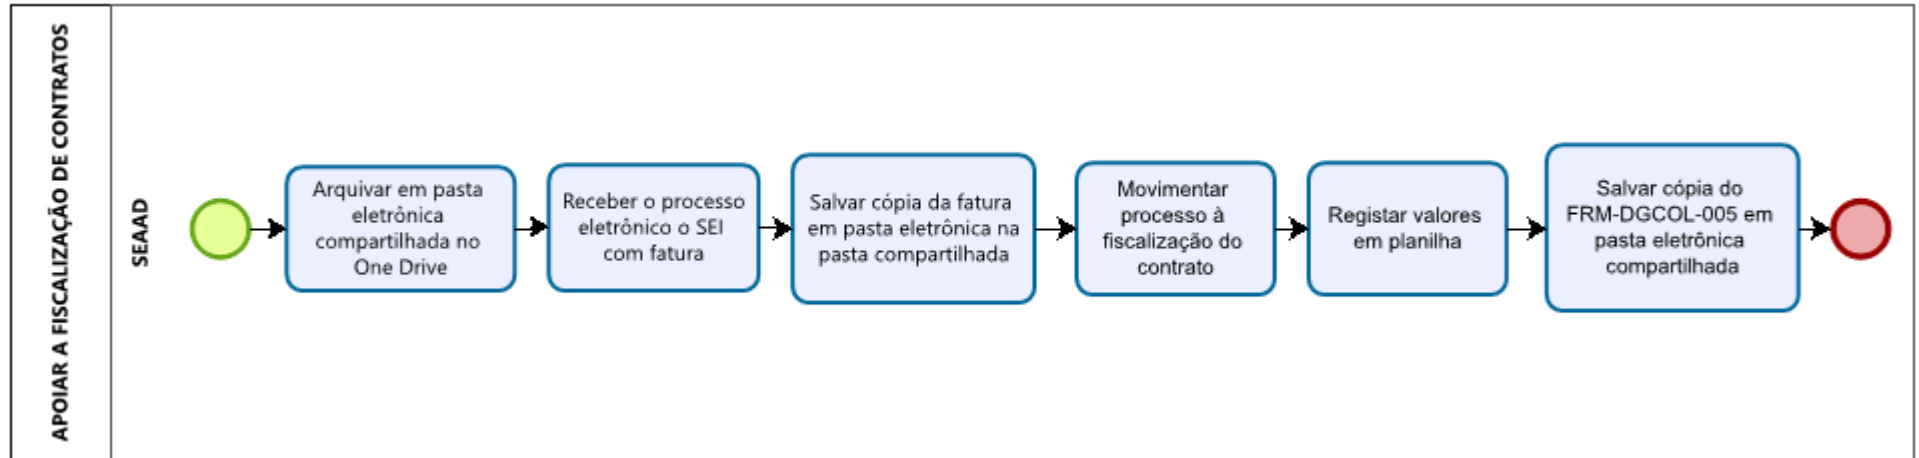 APOIAR A FISCALIZAÇÃO DE CONTRATOS
SEAAD
Arquivar em pasta
eletrônica
compartilhada no
One Drive
Receber o processo
eletrônico o SEI
com fatura
Salvar cópia da fatura
em pasta eletrônica na
pasta compartilhada
Movimentar
processo à
fiscalização do
contrato
Registar valores
em planilha
Salvar cópia do
FRM-DGCOL-005 em
pasta eletrônica
compartilhada